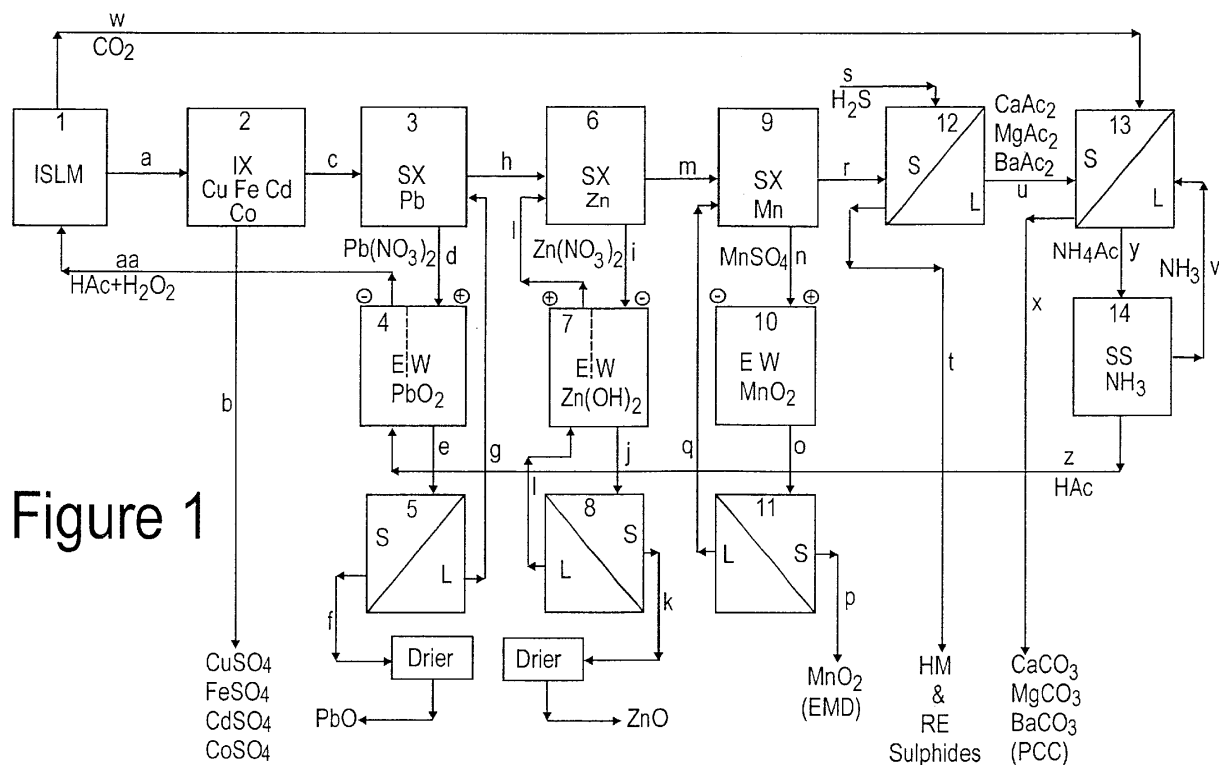 w
CO2
1
ISLM
a
2
IX
Cu Fe Cd
Co
c
3
SX
Pb
h
6
SX
Zn
m
9
SX
Mn
r
s
H2S
12
S
L
CaAc2
MgAc2
BaAc2
u
13
S
L
aa
HAc+H2O2
Pb(NO3)2
d
g
l
Zn(NO3)2
i
q
MnSO4
n
NH4Ac
y
NH3
v
⊖
⊕
4
EW
PbO2
⊕
⊖
7
EW
Zn(OH)2
⊖
⊕
10
EW
MnO2
14
SS
NH3
b
e
l
j
o
t
x
z
HAc
5
S
L
8
S
L
11
L
S
f
k
p
Drier
Drier
PbO
ZnO
CuSO4
FeSO4
CdSO4
CoSO4
MnO2
(EMD)
HM
&
RE
Sulphides
CaCO3
MgCO3
BaCO3
(PCC)
Figure 1